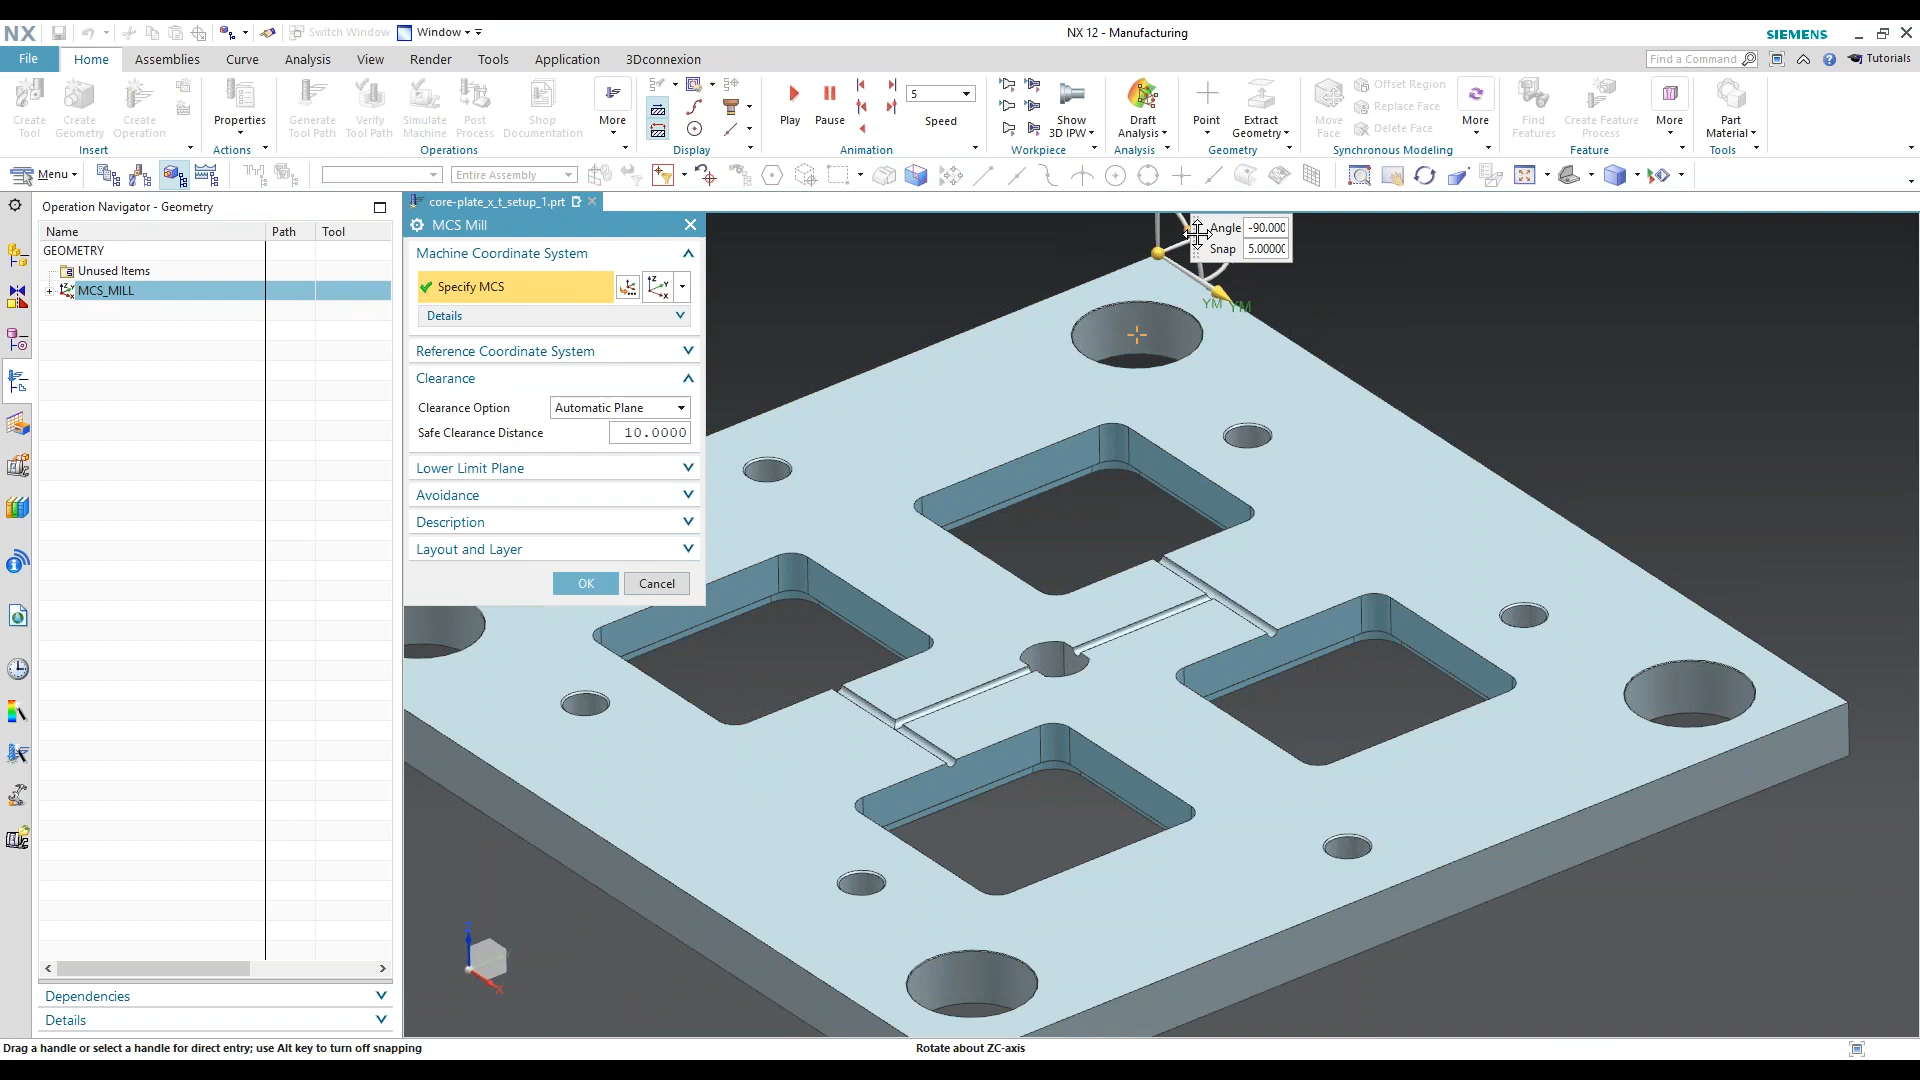 NX
Switch Window
Window
NX 12 - Manufacturing
SIEMENS
File
Home
Assemblies
Curve
Analysis
View
Render
Tools
Application
3Dconnexion
Find a Command
Tutorials
Create Tool
Create Geometry
Create Operation
Insert
Properties
Actions
Generate Tool Path
Verify Tool Path
Simulate Machine
Post Process
Shop Documentation
More
Operations
Display
Play
Pause
5
Speed
Animation
Show 3D IPW
Workpiece
Draft Analysis
Analysis
Point
Extract Geometry
Geometry
Move Face
Offset Region
Replace Face
Delete Face
More
Synchronous Modeling
Find Features
Create Feature Process
More
Feature
Part Material
Tools
Menu
Entire Assembly
Operation Navigator - Geometry
Name
Path
Tool
GEOMETRY
Unused Items
MCS_MILL
Dependencies
Details
core-plate_x_t_setup_1.prt
MCS Mill
Machine Coordinate System
Specify MCS
Details
Reference Coordinate System
Clearance
Clearance Option
Automatic Plane
Safe Clearance Distance
10.0000
Lower Limit Plane
Avoidance
Description
Layout and Layer
OK
Cancel
Angle
-90.000
Snap
5.0000
YM
YM
X
Drag a handle or select a handle for direct entry; use Alt key to turn off snapping
Rotate about ZC-axis